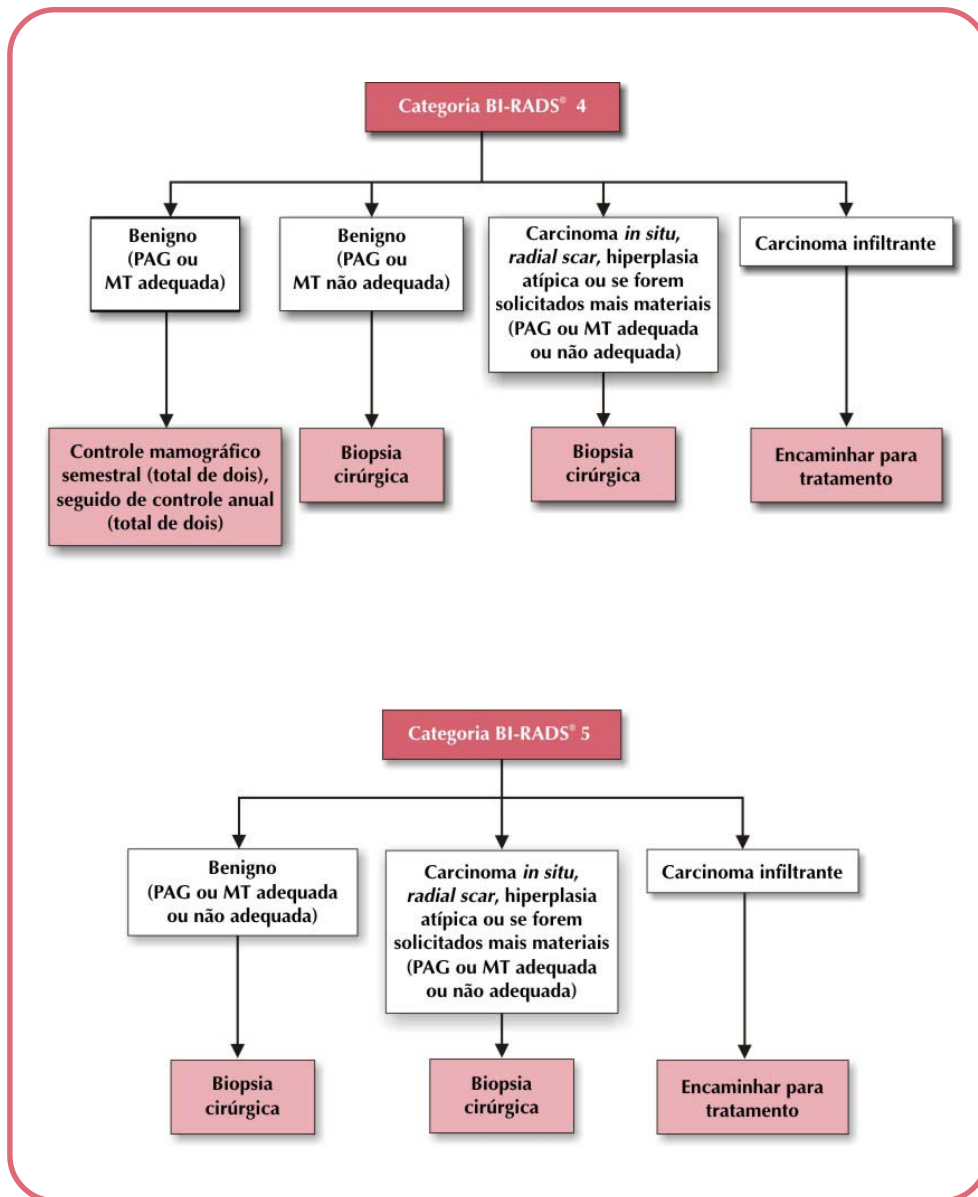 Categoria BI-RADS® 4
Benigno
(PAG ou
MT adequada)
Benigno
(PAG ou
MT não adequada)
Carcinoma in situ,
radial scar, hiperplasia
atípica ou se forem
solicitados mais materiais
(PAG ou MT adequada
ou não adequada)
Carcinoma infiltrante
Controle mamográfico
semestral (total de dois),
seguido de controle anual
(total de dois)
Biopsia
cirúrgica
Biopsia
cirúrgica
Encaminhar para
tratamento
Categoria BI-RADS® 5
Benigno
(PAG ou MT adequada
ou não adequada)
Carcinoma in situ,
radial scar, hiperplasia
atípica ou se forem
solicitados mais materiais
(PAG ou MT adequada
ou não adequada)
Carcinoma infiltrante
Biopsia
cirúrgica
Biopsia
cirúrgica
Encaminhar para
tratamento